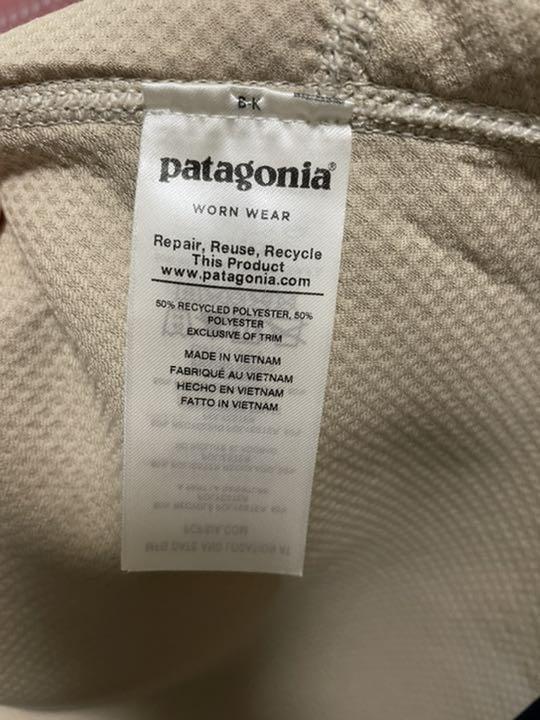 B-K
patagonia®
WORN WEAR
Repair, Reuse, Recycle
This Product
www.patagonia.com
50% RECYCLED POLYESTER, 50%
POLYESTER
EXCLUSIVE OF TRIM
MADE IN VIETNAM
FABRIQUÉ AU VIETNAM
HECHO EN VIETNAM
FATTO IN VIETNAM